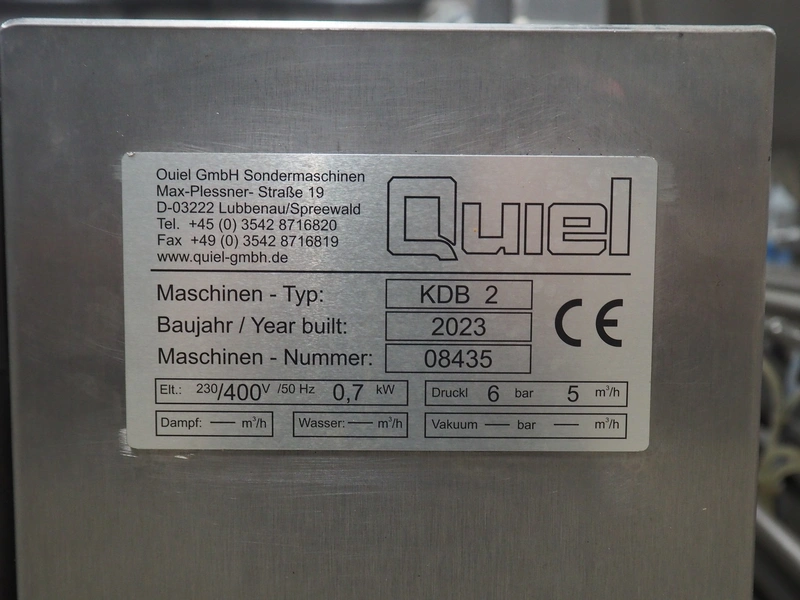 Ouiel GmbH Sondermaschinen
Max-Plessner- Straße 19
D-03222 Lubbenau/Spreewald
Tel. +45 (0) 3542 8716820
Fax +49 (0) 3542 8716819
www.quiel-gmbh.de
Quiel
Maschinen - Typ: KDB 2
Baujahr / Year built: 2023
Maschinen - Nummer: 08435
CE
Elt.: 230/400V /50 Hz 0,7 kW
Druckl 6 bar 5 m³/h
Dampf: — m³/h
Wasser: — m³/h
Vakuum — bar — m³/h